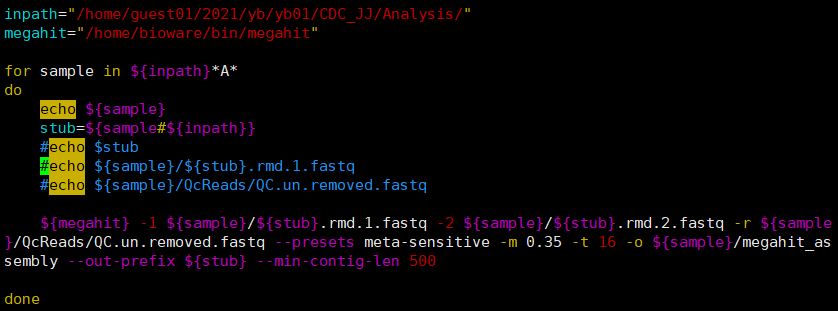 inpath="/home/guest01/2021/yb/yb01/CDC_JJ/Analysis/"
megahit="/home/bioware/bin/megahit"
for sample in ${inpath}*A*
do
echo ${sample}
stub=${sample#${inpath}}
#echo $stub
#echo ${sample}/${stub}.rmd.1.fastq
#echo ${sample}/QcReads/QC.un.removed.fastq
${megahit} -1 ${sample}/${stub}.rmd.1.fastq -2 ${sample}/${stub}.rmd.2.fastq -r ${sample
}/QcReads/QC.un.removed.fastq --presets meta-sensitive -m 0.35 -t 16 -o ${sample}/megahit_as
sembly --out-prefix ${stub} --min-contig-len 500
done